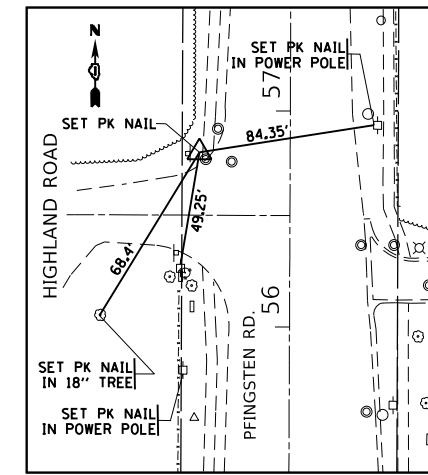 N
SET PK NAIL
IN POWER POLE
57
SET PK NAIL
84.35'
HIGHLAND ROAD
49.25'
68.4'
56
PFINGSTEN RD.
SET PK NAIL
IN 18" TREE
SET PK NAIL
IN POWER POLE